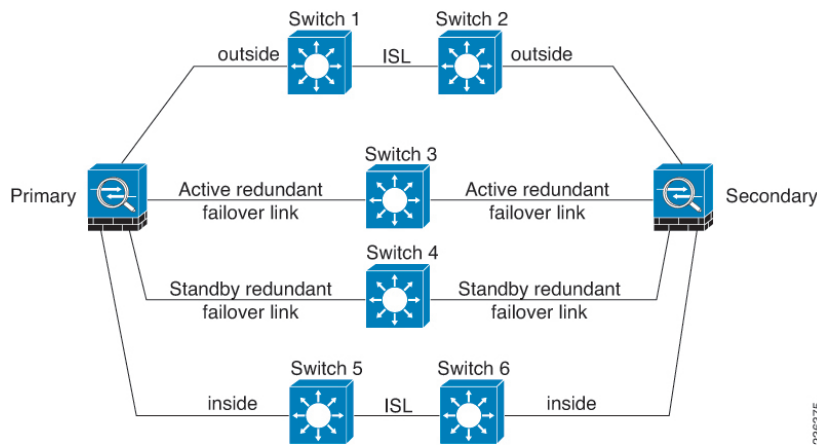 Switch 1
Switch 2
outside
ISL
outside
Switch 3
Primary
Active redundant
failover link
Active redundant
failover link
Secondary
Switch 4
Standby redundant
failover link
Standby redundant
failover link
Switch 5
Switch 6
inside
ISL
inside